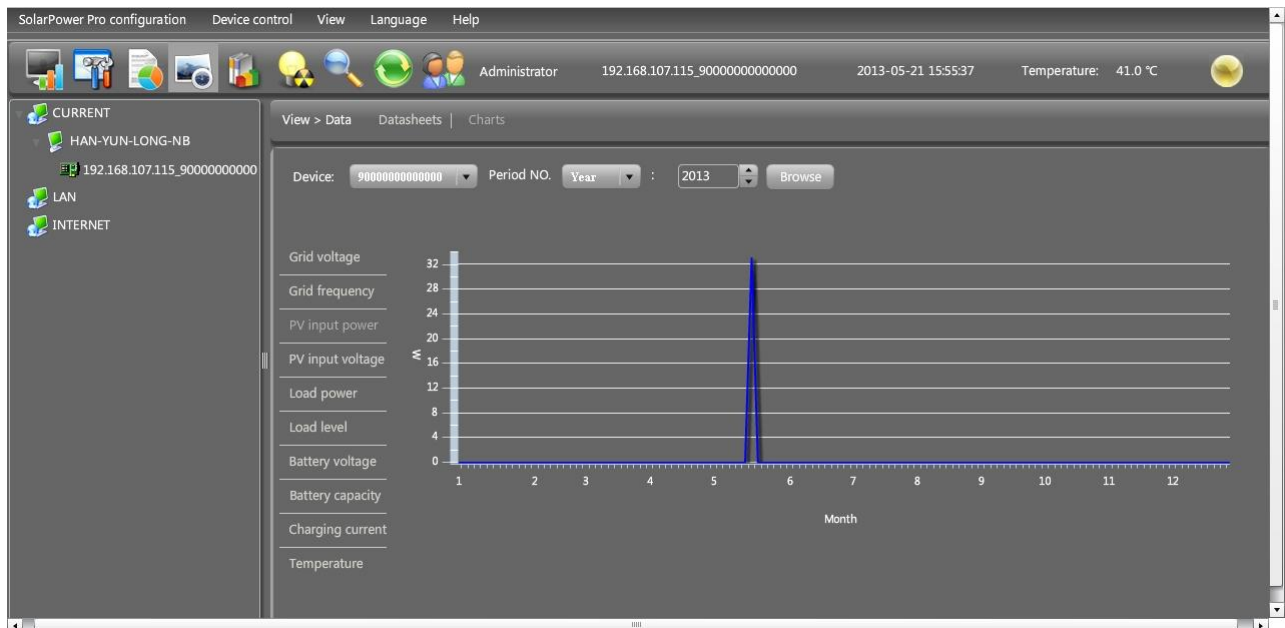 SolarPower Pro configuration Device control View Language Help
Administrator 192.168.107.115_90000000000000 2013-05-21 15:55:37 Temperature: 41.0 ℃
CURRENT
HAN-YUN-LONG-NB
192.168.107.115_90000000000
LAN
INTERNET
View > Data Datasheets | Charts
Device: 90000000000000 Period NO. Year : 2013 Browse
Grid voltage
Grid frequency
PV input power
PV input voltage
Load power
Load level
Battery voltage
Battery capacity
Charging current
Temperature
W
32
28
24
20
16
12
8
4
0
1 2 3 4 5 6 7 8 9 10 11 12
Month